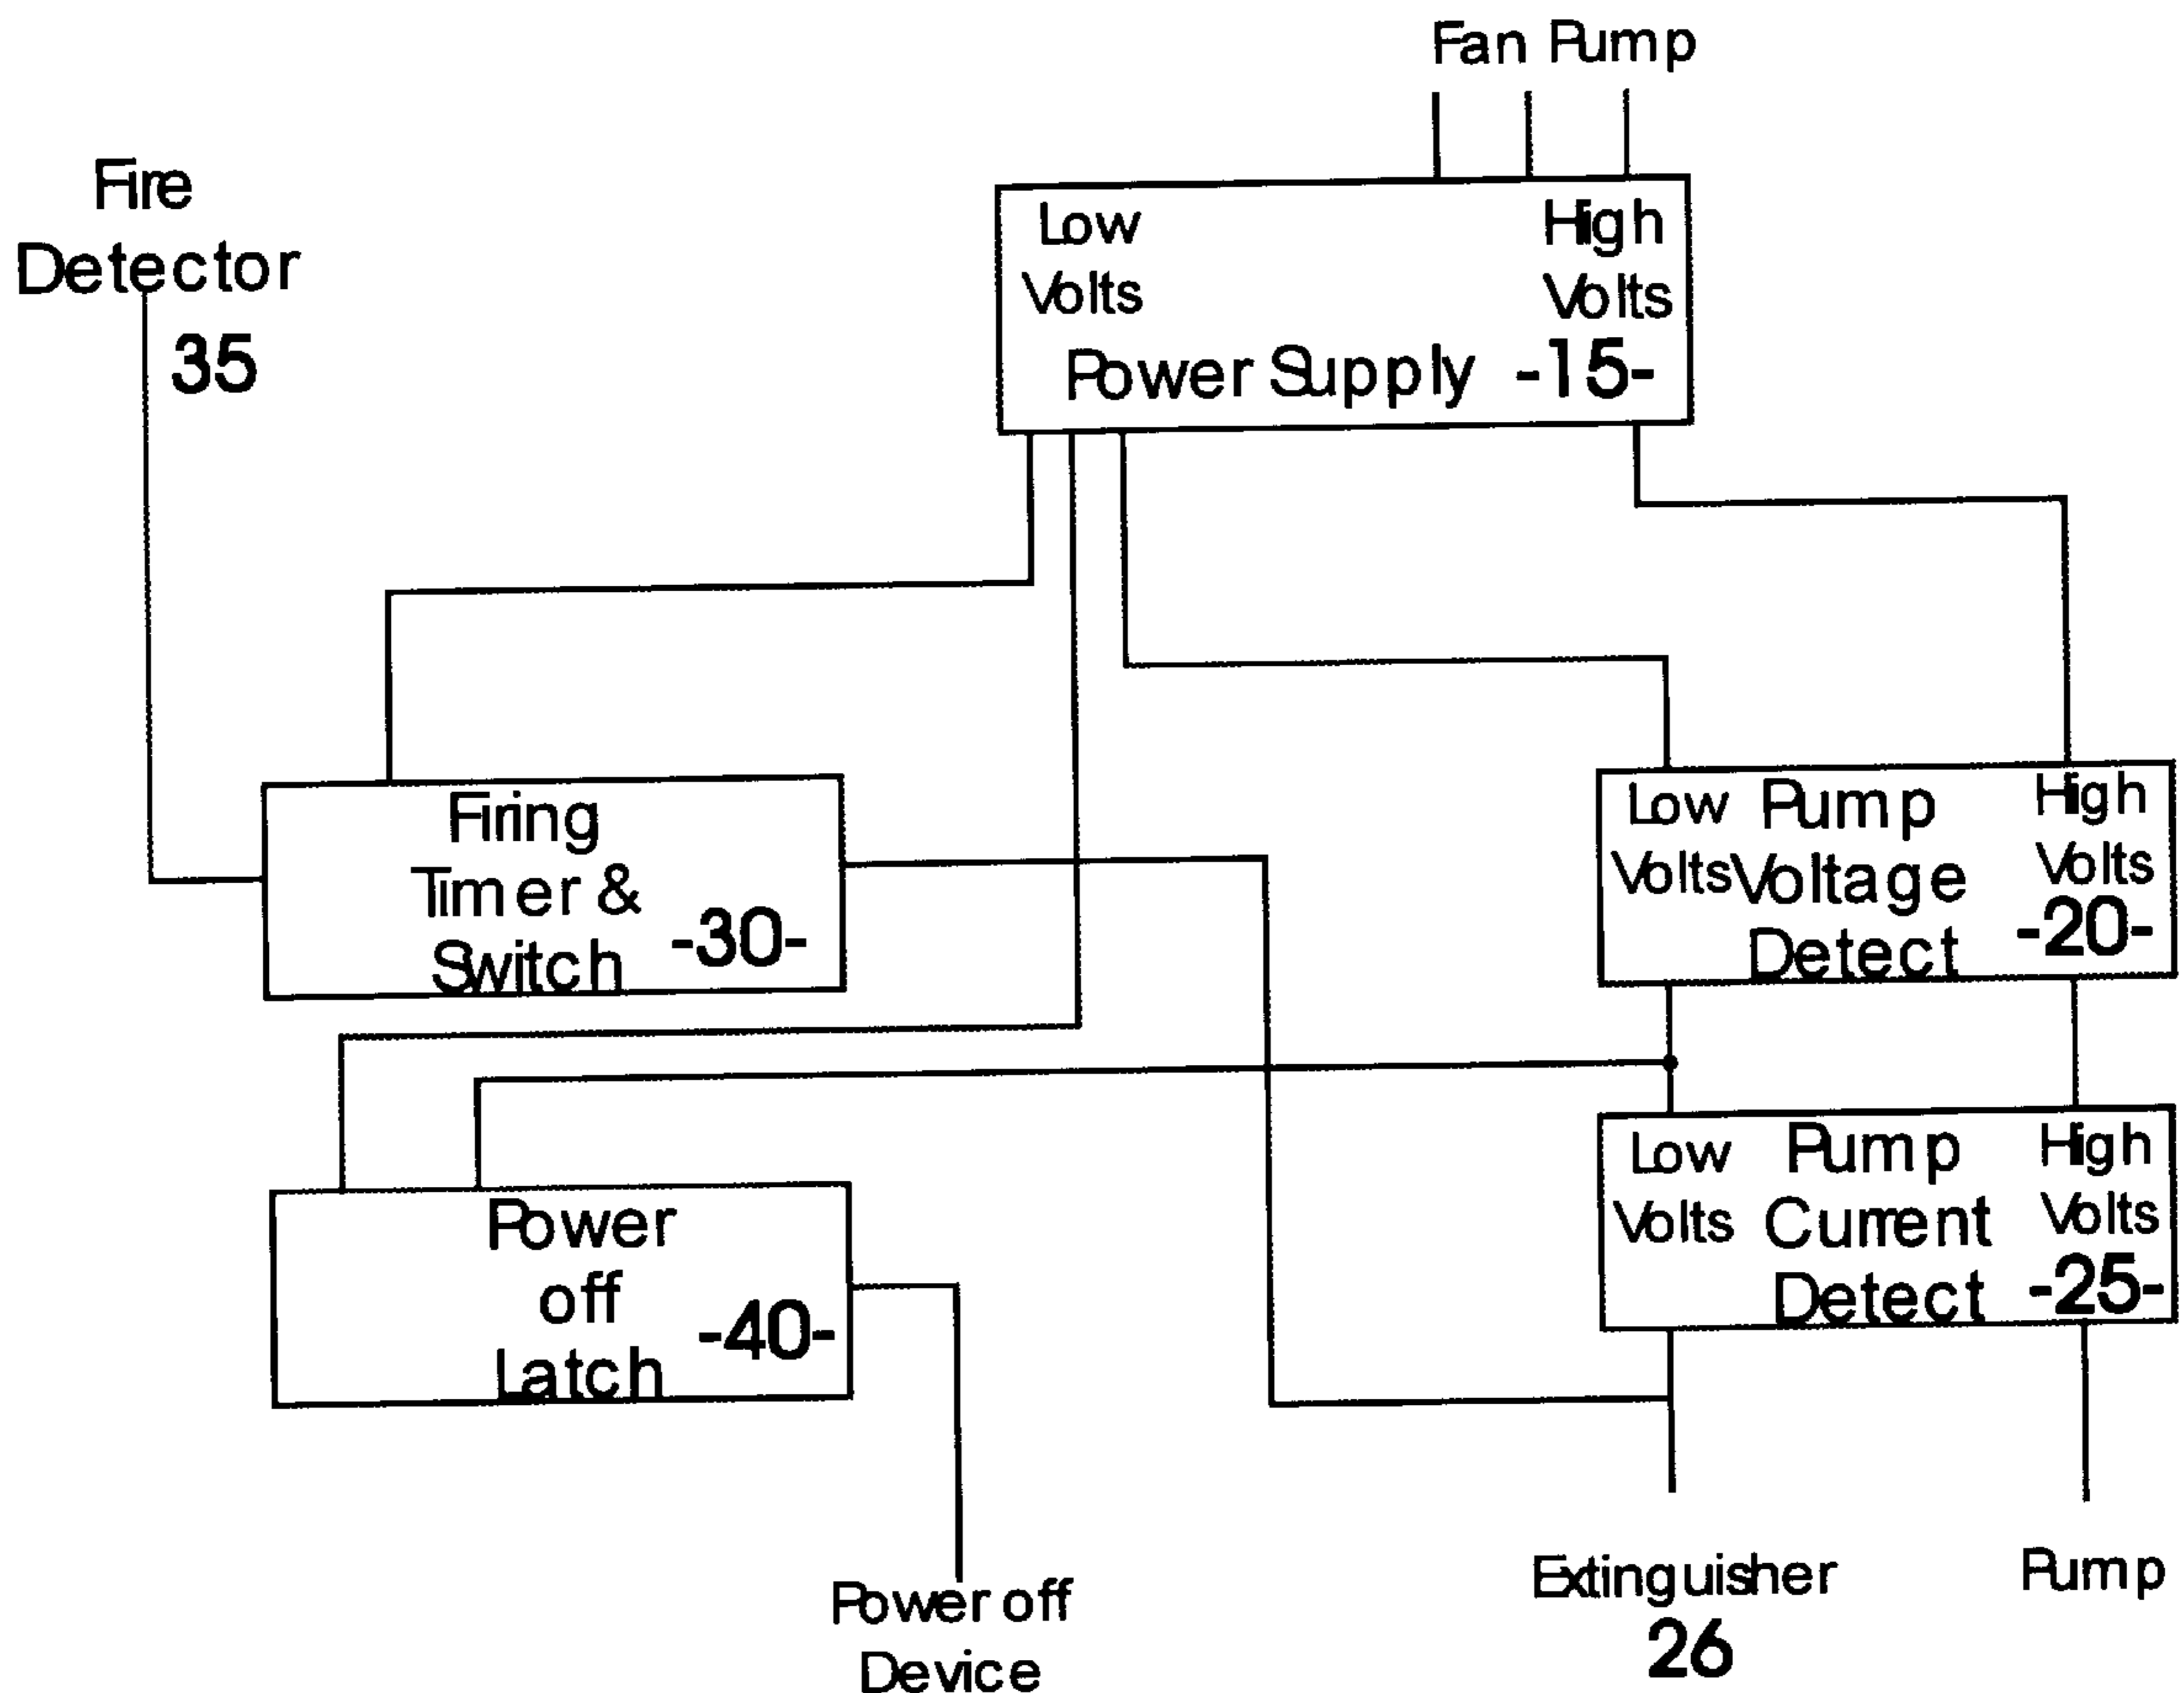 Fan Pump
Fire
Detector
35
Low
Volts
High
Volts
Power Supply -15-
Firing
Timer &
Switch -30-
Low
Volts
Pump
Voltage
Detect
High
Volts
-20-
Power
off
Latch -40-
Low
Volts
Pump
Current
Detect
High
Volts
-25-
Power off
Device
Extinguisher
26
Pump